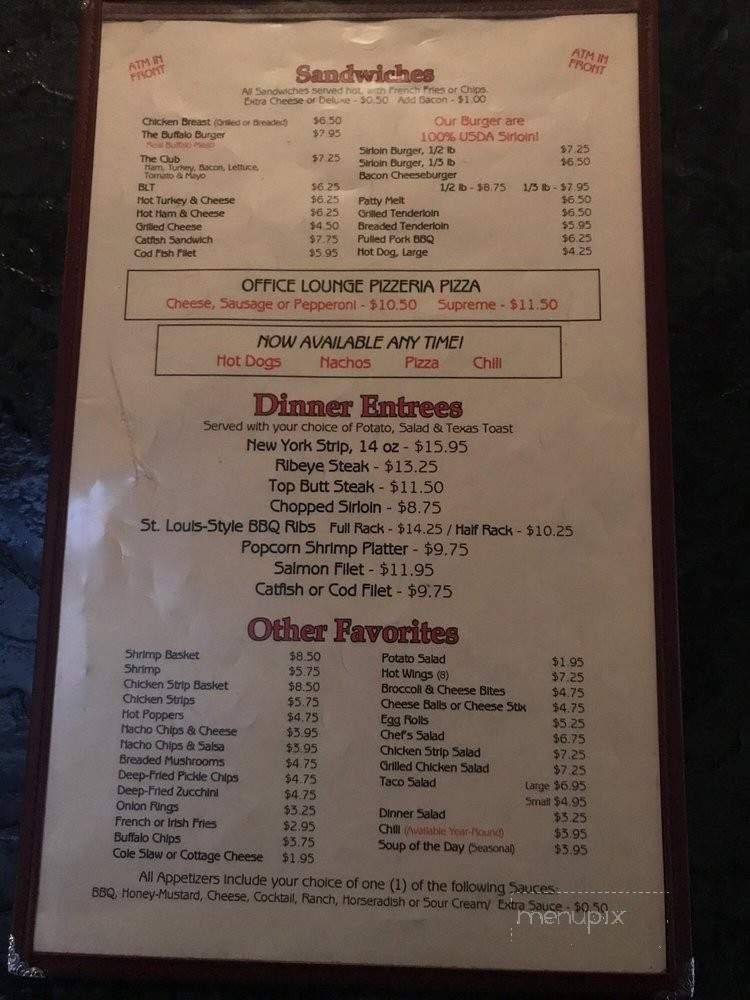 ATM IN
FRONT
ATM IN
FRONT
Sandwiches
All Sandwiches served hot, with French Fries or Chips.
Extra Cheese or Deluxe - $0.50 Add Bacon - $1.00
Chicken Breast (Grilled or Breaded) $6.50
The Buffalo Burger $7.95
Real Buffalo Meat!
The Club $7.25
Ham, Turkey, Bacon, Lettuce,
Tomato & Mayo
BLT $6.25
Hot Turkey & Cheese $6.25
Hot Ham & Cheese $6.25
Grilled Cheese $4.50
Catfish Sandwich $7.75
Cod Fish Filet $5.95
Our Burger are
100% USDA Sirloin!
Sirloin Burger, 1/2 lb $7.25
Sirloin Burger, 1/3 lb $6.50
Bacon Cheeseburger
1/2 lb - $8.75 1/3 lb - $7.95
Patty Melt $6.50
Grilled Tenderloin $6.50
Breaded Tenderloin $5.95
Pulled Pork BBQ $6.25
Hot Dog, Large $4.25
OFFICE LOUNGE PIZZERIA PIZZA
Cheese, Sausage or Pepperoni - $10.50 Supreme - $11.50
NOW AVAILABLE ANY TIME!
Hot Dogs Nachos Pizza Chili
Dinner Entrees
Served with your choice of Potato, Salad & Texas Toast
New York Strip, 14 oz - $15.95
Ribeye Steak - $13.25
Top Butt Steak - $11.50
Chopped Sirloin - $8.75
St. Louis-Style BBQ Ribs Full Rack - $14.25 / Half Rack - $10.25
Popcorn Shrimp Platter - $9.75
Salmon Filet - $11.95
Catfish or Cod Filet - $9.75
Other Favorites
Shrimp Basket $8.50
Shrimp $5.75
Chicken Strip Basket $8.50
Chicken Strips $5.75
Hot Poppers $4.75
Nacho Chips & Cheese $3.95
Nacho Chips & Salsa $3.95
Breaded Mushrooms $4.75
Deep-Fried Pickle Chips $4.75
Deep-Fried Zucchini $4.75
Onion Rings $3.25
French or Irish Fries $2.95
Buffalo Chips $3.75
Cole Slaw or Cottage Cheese $1.95
Potato Salad $1.95
Hot Wings (8) $7.25
Broccoli & Cheese Bites $4.75
Cheese Balls or Cheese Stix $4.75
Egg Rolls $5.25
Chef's Salad $6.75
Chicken Strip Salad $7.25
Grilled Chicken Salad $7.25
Taco Salad Large $6.95
Small $4.95
Dinner Salad $3.25
Chili (Available Year-Round) $3.95
Soup of the Day (Seasonal) $3.95
All Appetizers include your choice of one (1) of the following Sauces:
BBQ, Honey-Mustard, Cheese, Cocktail, Ranch, Horseradish or Sour Cream/ Extra Sauce - $0.50
menupix